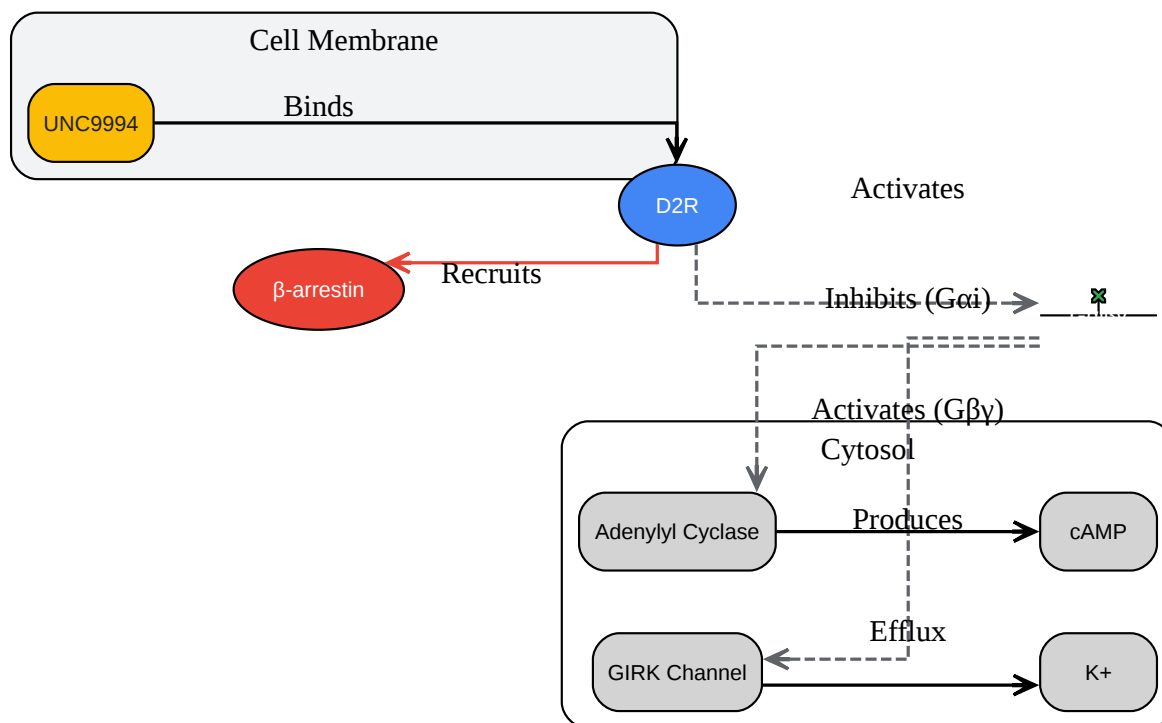 Cell Membrane
Binds
UNC9994
Activates
D2R
Recruits
β-arrestin
Inhibits (Gαi)
Activates (Gβγ)
Cytosol
Adenylyl Cyclase
Produces
cAMP
Efflux
GIRK Channel
K+